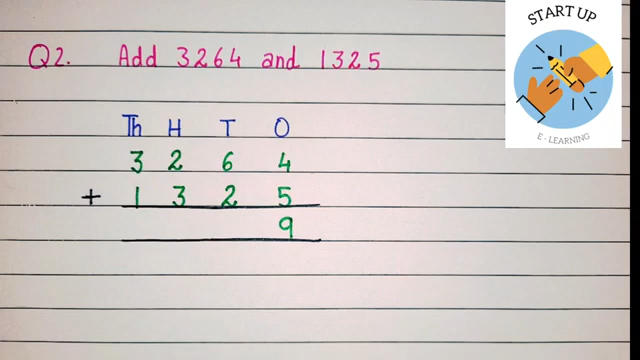 START UP
E - LEARNING
Q2. Add 3264 and 1325
Th H T O
3 2 6 4
+ 1 3 2 5
9